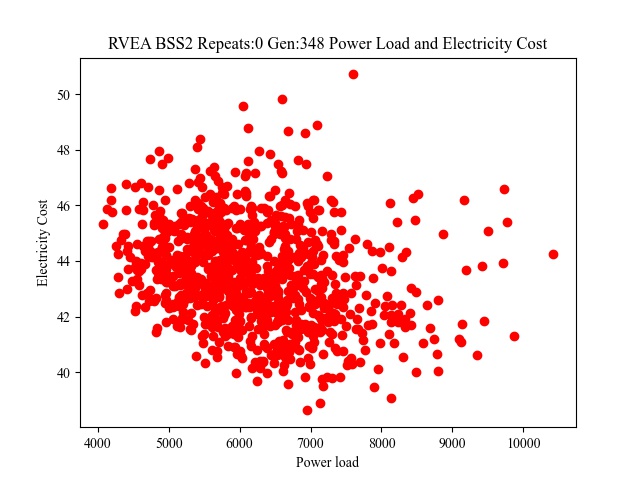 RVEA BSS2 Repeats:0 Gen:348 Power Load and Electricity Cost
50
48
46
44
42
40
Electricity Cost
4000 5000 6000 7000 8000 9000 10000
Power load